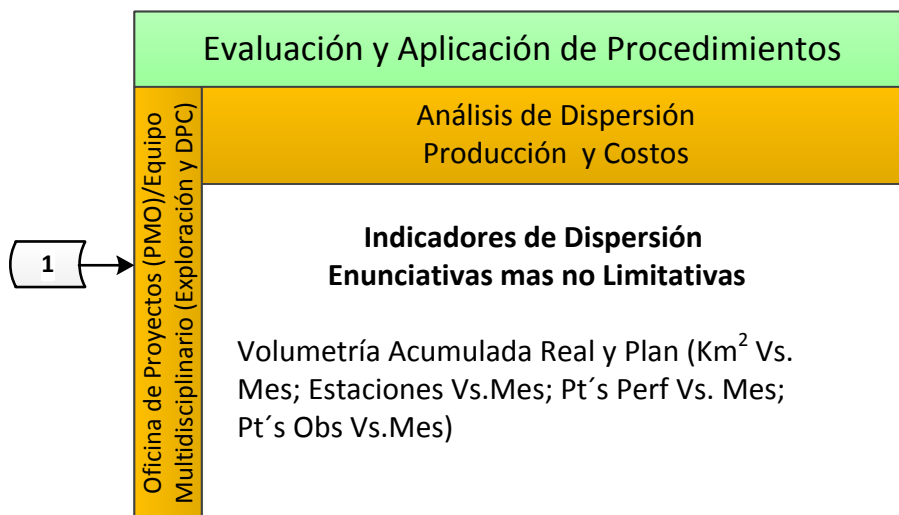 Evaluación y Aplicación de Procedimientos
Análisis de Dispersión
Producción y Costos
Oficina de Proyectos (PMO)/Equipo
Multidisciplinario (Exploración y DPC)
1
Indicadores de Dispersión
Enunciativas mas no Limitativas
Volumetría Acumulada Real y Plan (Km² Vs.
Mes; Estaciones Vs.Mes; Pt´s Perf Vs. Mes;
Pt´s Obs Vs.Mes)